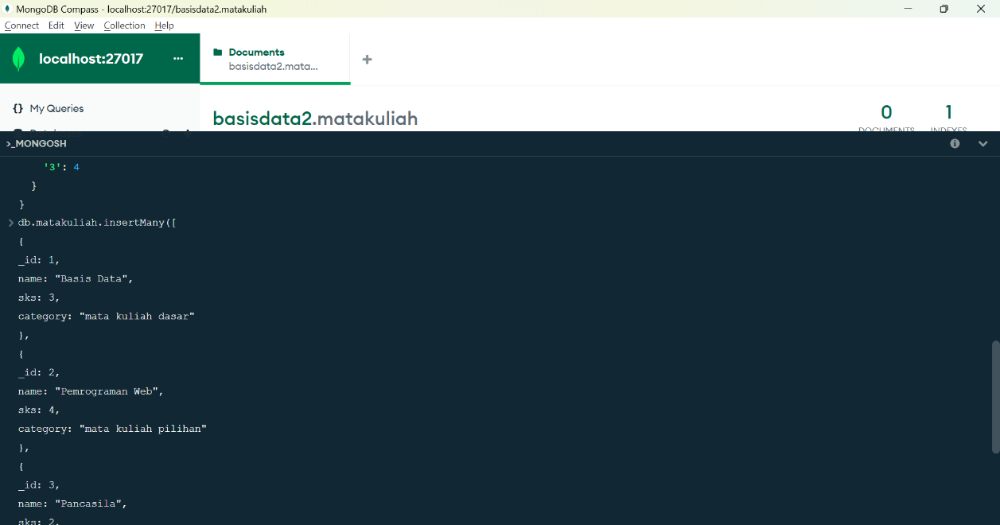 MongoDB Compass - localhost:27017/basisdata2.matakuliah
Connect Edit View Collection Help
localhost:27017 ...
Documents
basisdata2.mata...
+
{} My Queries
basisdata2.matakuliah
0
DOCUMENTS
1
INDEXES
>_MONGOSH
'3': 4
}
}
> db.matakuliah.insertMany([
{
_id: 1,
name: "Basis Data",
sks: 3,
category: "mata kuliah dasar"
},
{
_id: 2,
name: "Pemrograman Web",
sks: 4,
category: "mata kuliah pilihan"
},
{
_id: 3,
name: "Pancasila",
sks: 2,